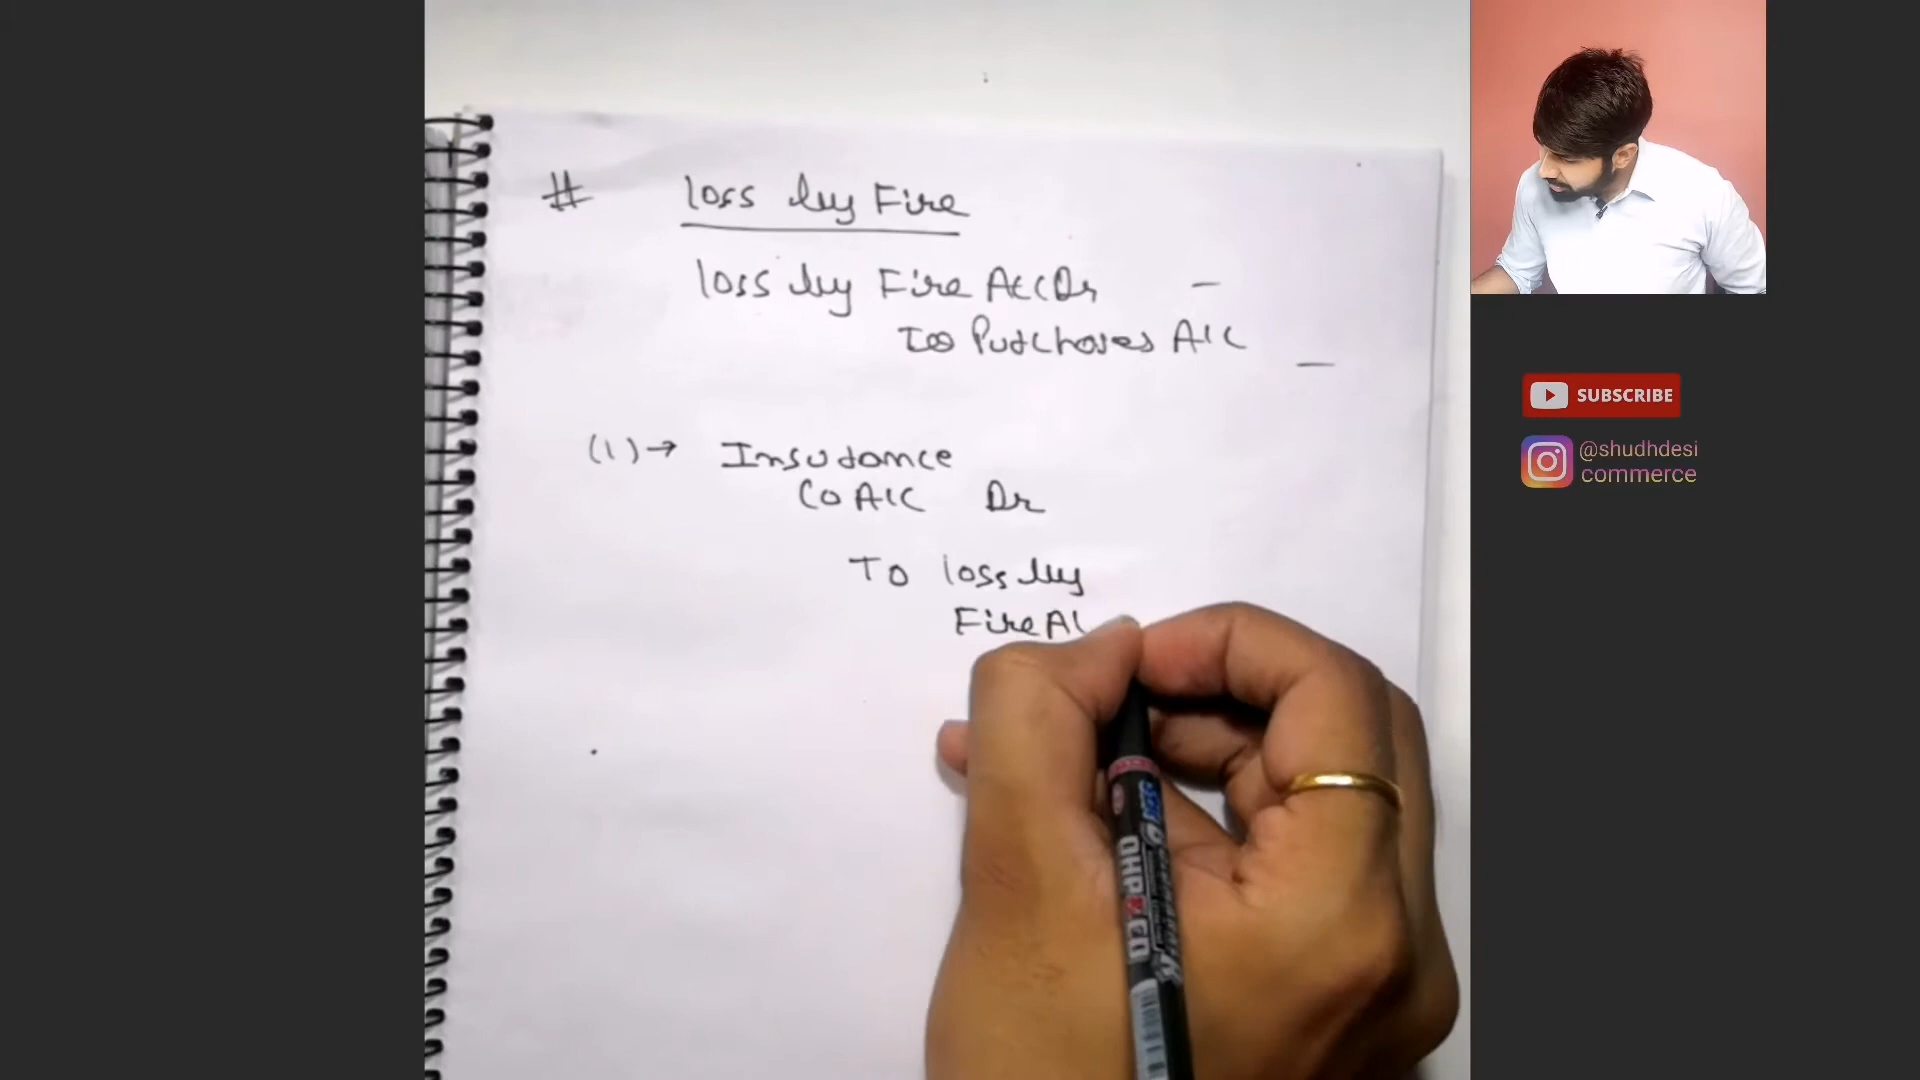 # Loss by Fire
Loss by Fire A/C Dr -
To Purchases A/C -
(1) → Insurance
Co A/C Dr
To loss by
Fire A/
SUBSCRIBE
@shudhdesi
commerce